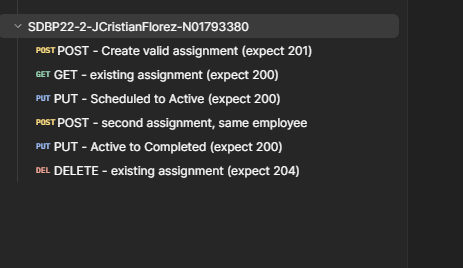 SDBP22-2-JCristianFlorez-N01793380
POST POST - Create valid assignment (expect 201)
GET GET - existing assignment (expect 200)
PUT PUT - Scheduled to Active (expect 200)
POST POST - second assignment, same employee
PUT PUT - Active to Completed (expect 200)
DEL DELETE - existing assignment (expect 204)